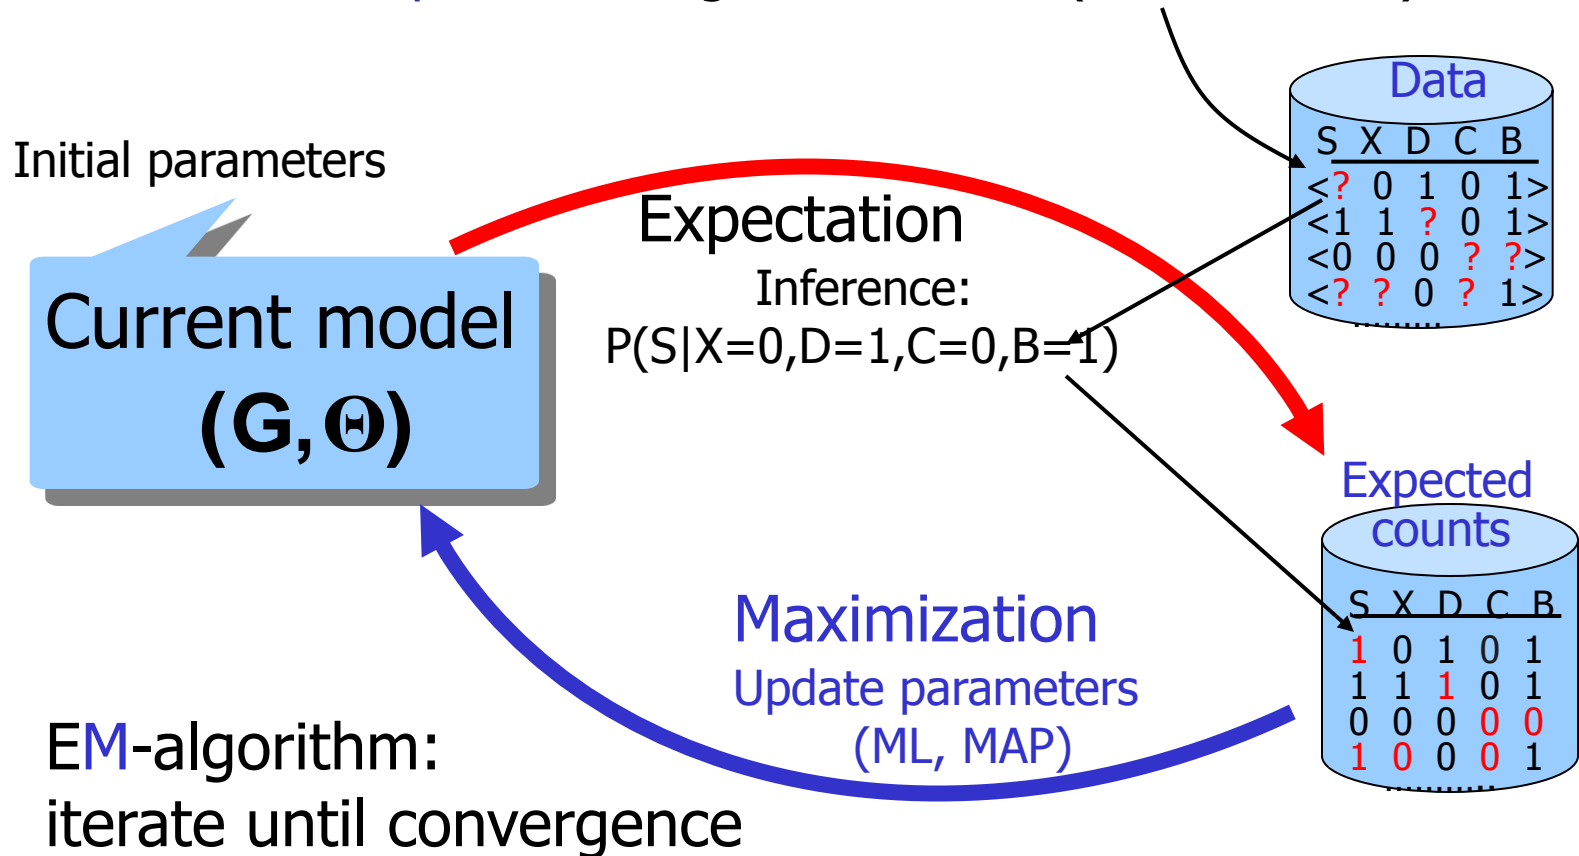 Data
S X D C B
<? 0 1 0 1>
<1 1 ? 0 1>
<0 0 0 ? ?>
<? ? 0 ? 1>
.........
Initial parameters
Expectation
Inference:
P(S|X=0,D=1,C=0,B=1)
Current model
(G,Θ)
Expected
counts
S X D C B
1 0 1 0 1
1 1 1 0 1
0 0 0 0 0
1 0 0 0 1
...........
Maximization
Update parameters
(ML, MAP)
EM-algorithm:
iterate until convergence